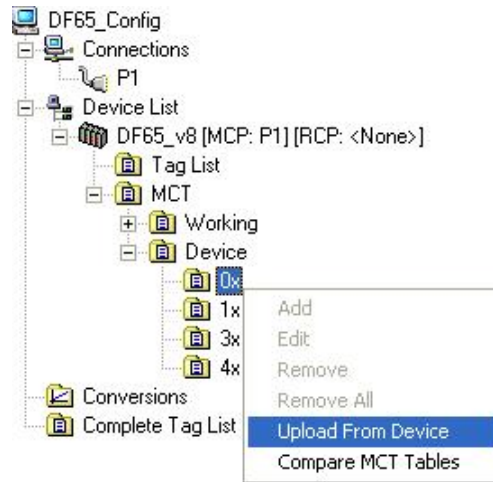 DF65_Config
Connections
P1
Device List
DF65_v8 [MCP: P1] [RCP: <None>]
Tag List
MCT
Working
Device
0x
1x
3x
4x
Conversions
Complete Tag List
Add
Edit
Remove
Remove All
Upload From Device
Compare MCT Tables